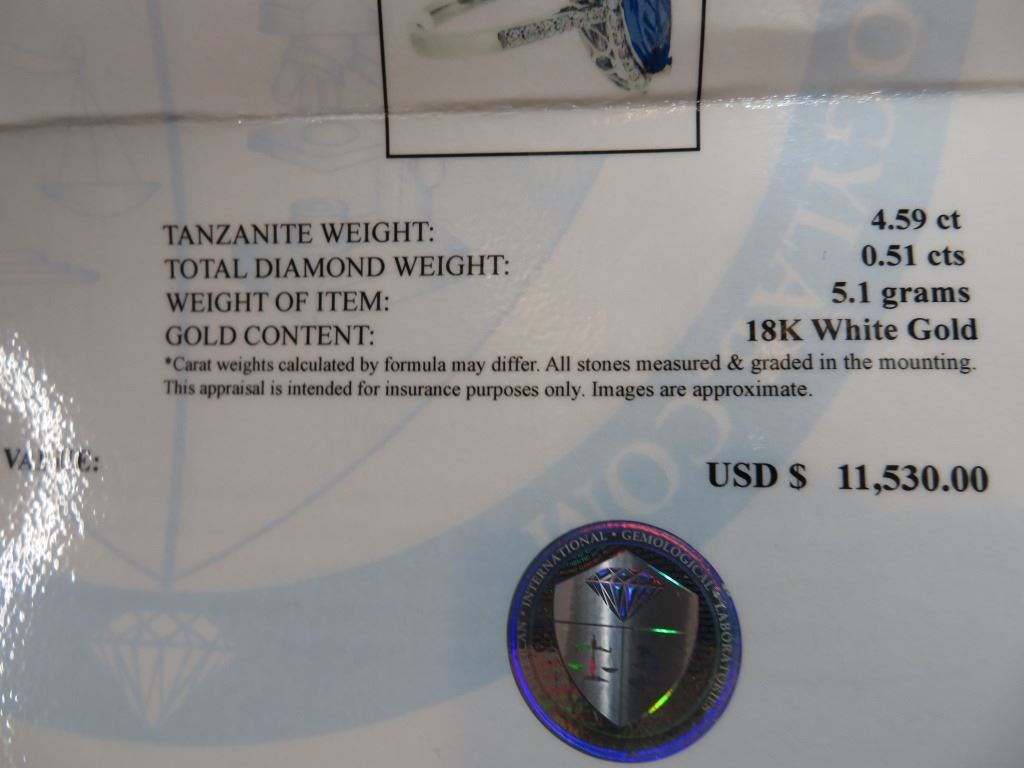 TANZANITE WEIGHT: 4.59 ct
TOTAL DIAMOND WEIGHT: 0.51 cts
WEIGHT OF ITEM: 5.1 grams
GOLD CONTENT: 18K White Gold
*Carat weights calculated by formula may differ. All stones measured & graded in the mounting.
This appraisal is intended for insurance purposes only. Images are approximate.
VALUE: USD $ 11,530.00
INTERNATIONAL • GEMOLOGICAL LABORATORIES